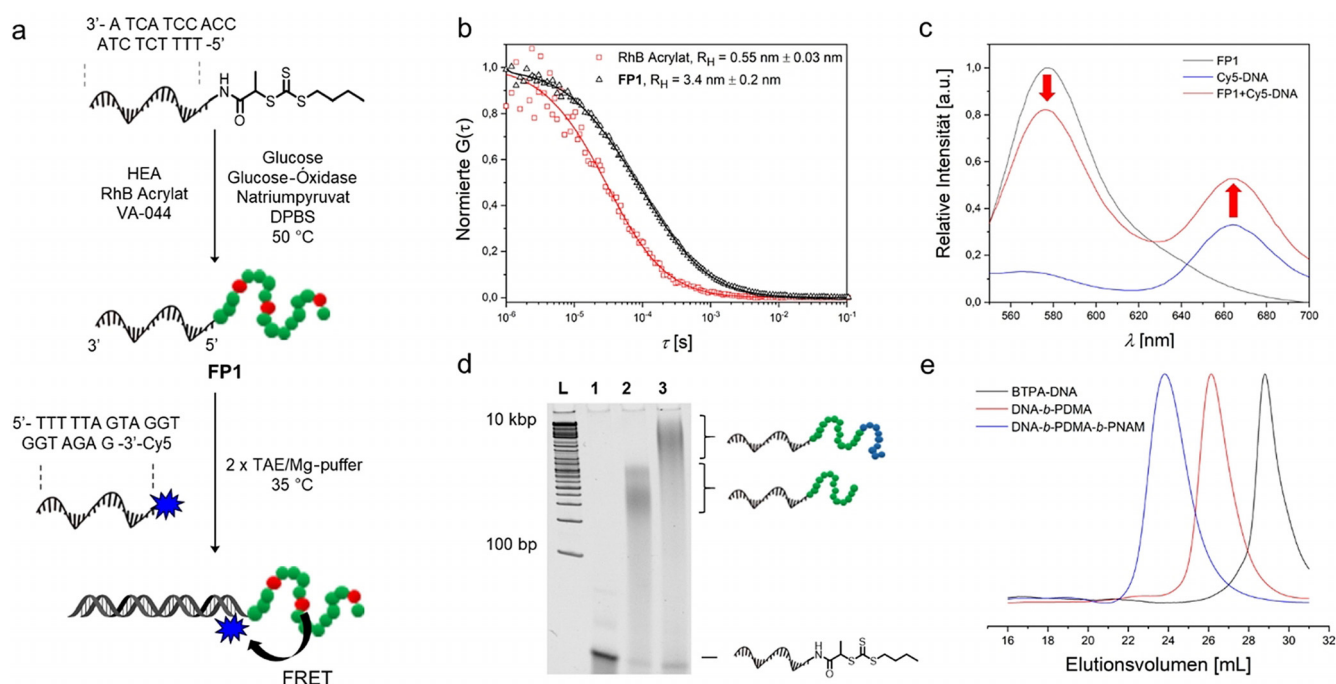 a
3'- A TCA TCC ACC
ATC TCT TTT -5'
NH
O
S
S
S
HEA
RhB Acrylat
VA-044
Glucose
Glucose-Óxidase
Natriumpyruvat
DPBS
50 °C
3'
5'
FP1
5'- TTT TTA GTA GGT
GGT AGA G -3'-Cy5
2 x TAE/Mg-puffer
35 °C
FRET
b
Normierte G(τ)
1,0
0,8
0,6
0,4
0,2
0,0
RhB Acrylat, R_H = 0.55 nm ± 0.03 nm
FP1, R_H = 3.4 nm ± 0.2 nm
10^-6
10^-5
10^-4
10^-3
10^-2
10^-1
τ [s]
c
Relative Intensität [a.u.]
1,0
0,8
0,6
0,4
0,2
0,0
FP1
Cy5-DNA
FP1+Cy5-DNA
560 580 600 620 640 660 680 700
λ [nm]
d
L 1 2 3
10 kbp
100 bp
NH
O
S
S
S
e
BTPA-DNA
DNA-b-PDMA
DNA-b-PDMA-b-PNAM
16 18 20 22 24 26 28 30 32
Elutionsvolumen [mL]